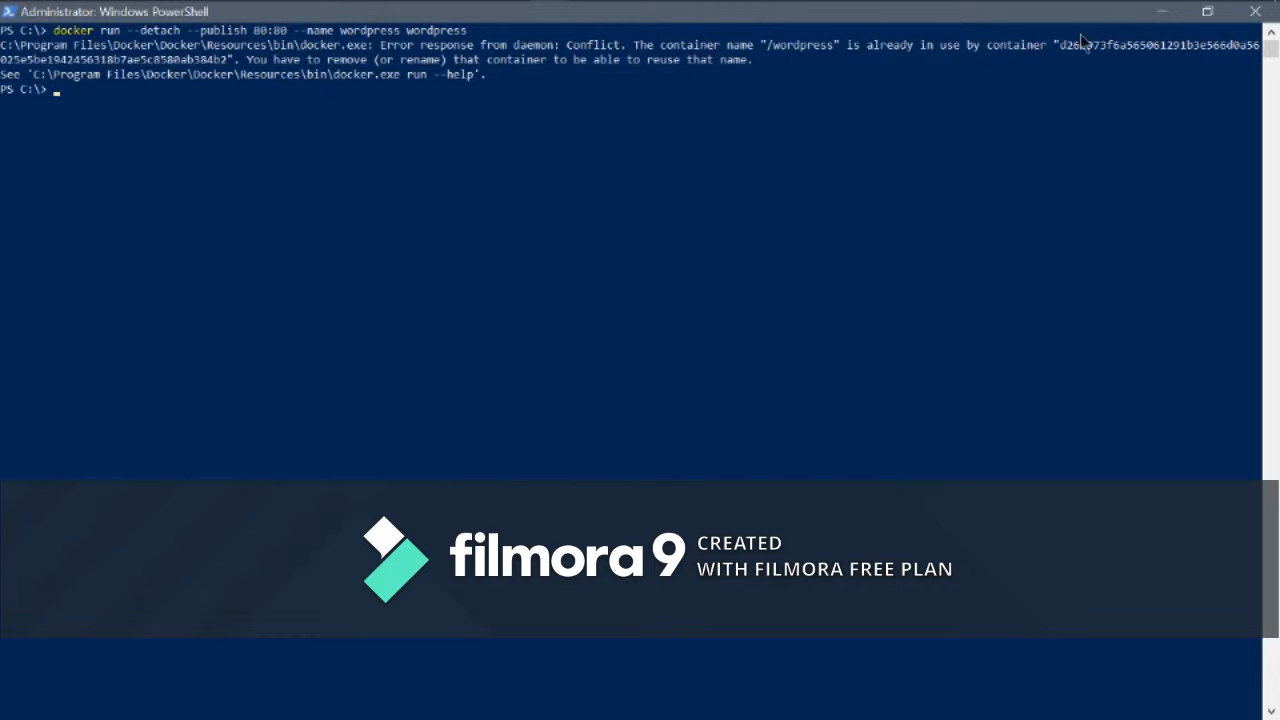 Administrator: Windows PowerShell
PS C:\> docker run --detach --publish 80:80 --name wordpress wordpress
C:\Program Files\Docker\Docker\Resources\bin\docker.exe: Error response from daemon: Conflict. The container name "/wordpress" is already in use by container
025e5be1942456318b7ae5c8580ab384b2". You have to remove (or rename) that container to be able to reuse that name.
See 'C:\Program Files\Docker\Docker\Resources\bin\docker.exe run --help'.
PS C:\>
filmora 9
CREATED
WITH FILMORA FREE PLAN